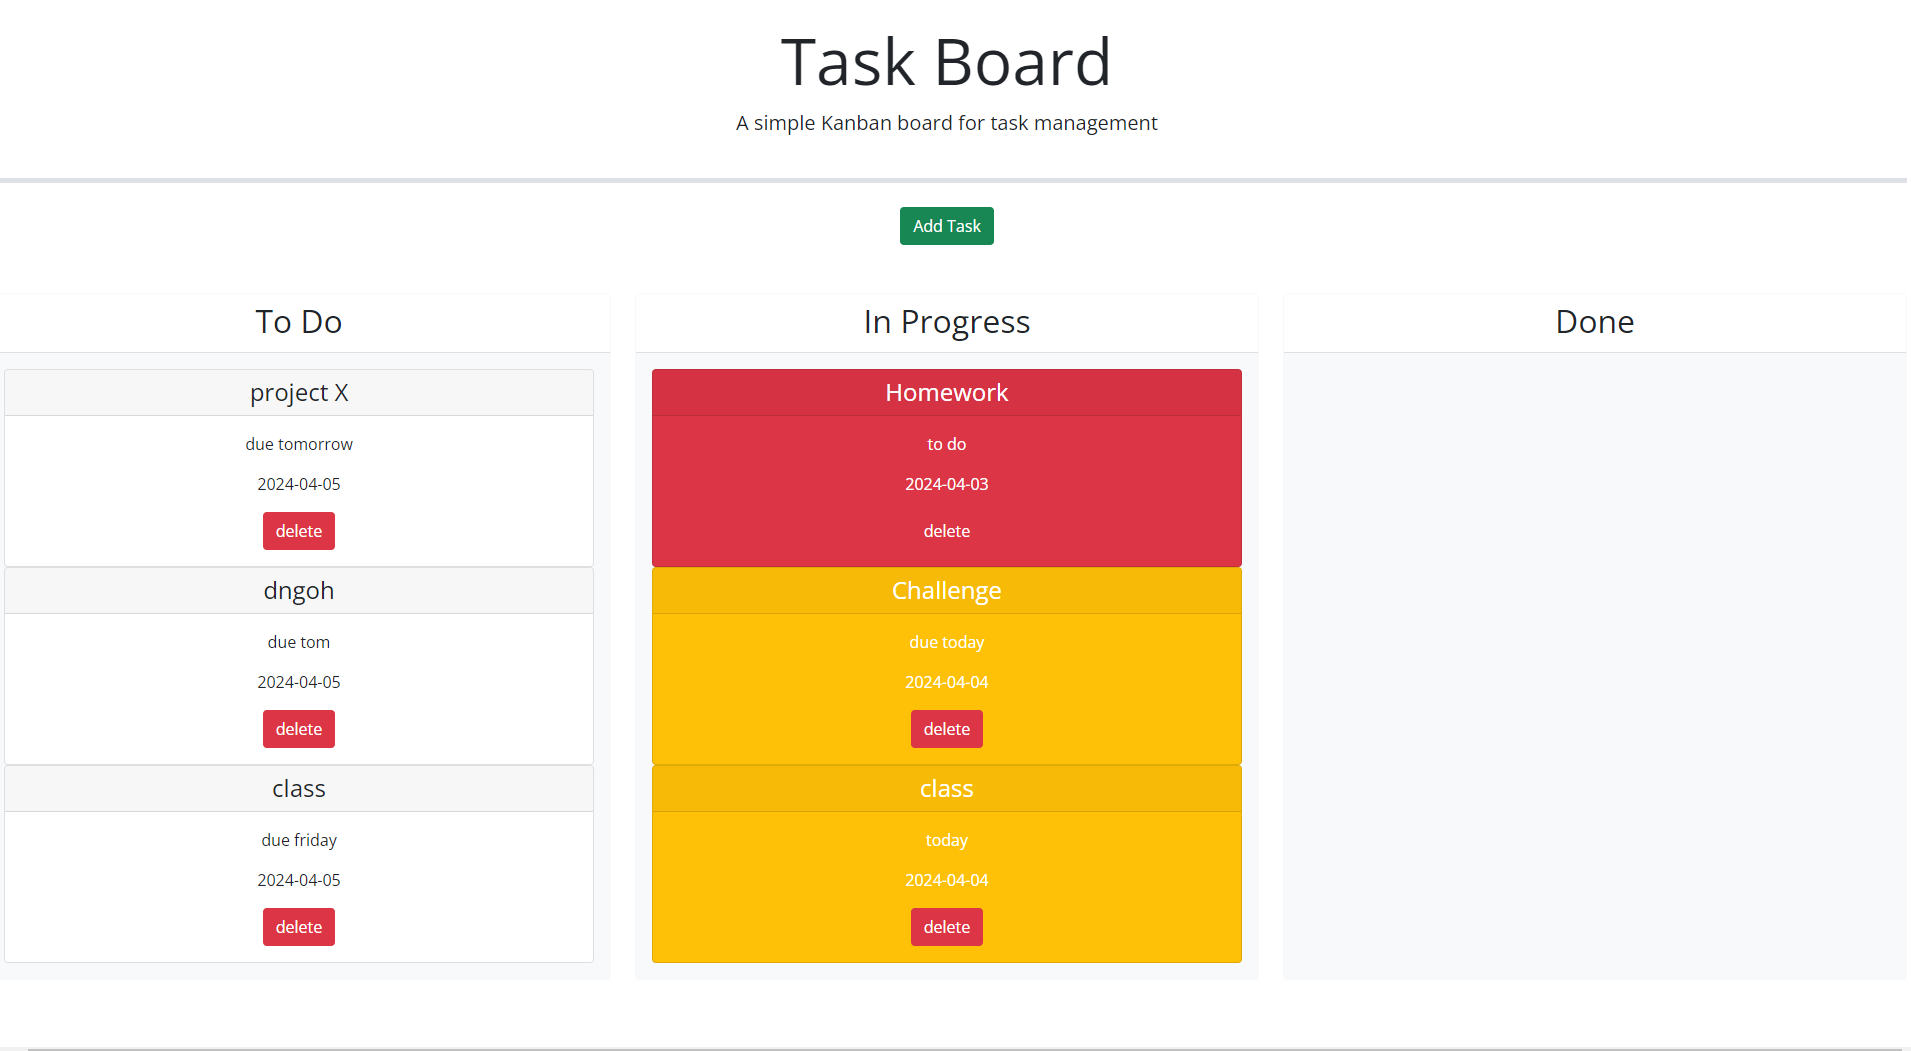 Task Board
A simple Kanban board for task management
Add Task
To Do
project X
due tomorrow
2024-04-05
delete
dngoh
due tom
2024-04-05
delete
class
due friday
2024-04-05
delete
In Progress
Homework
to do
2024-04-03
delete
Challenge
due today
2024-04-04
delete
class
today
2024-04-04
delete
Done